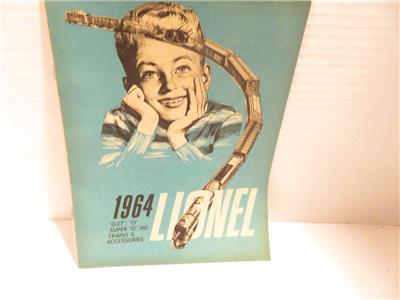 1964 LIONEL
"027", "0"
SUPER "0", HO
TRAINS &
ACCESSORIES